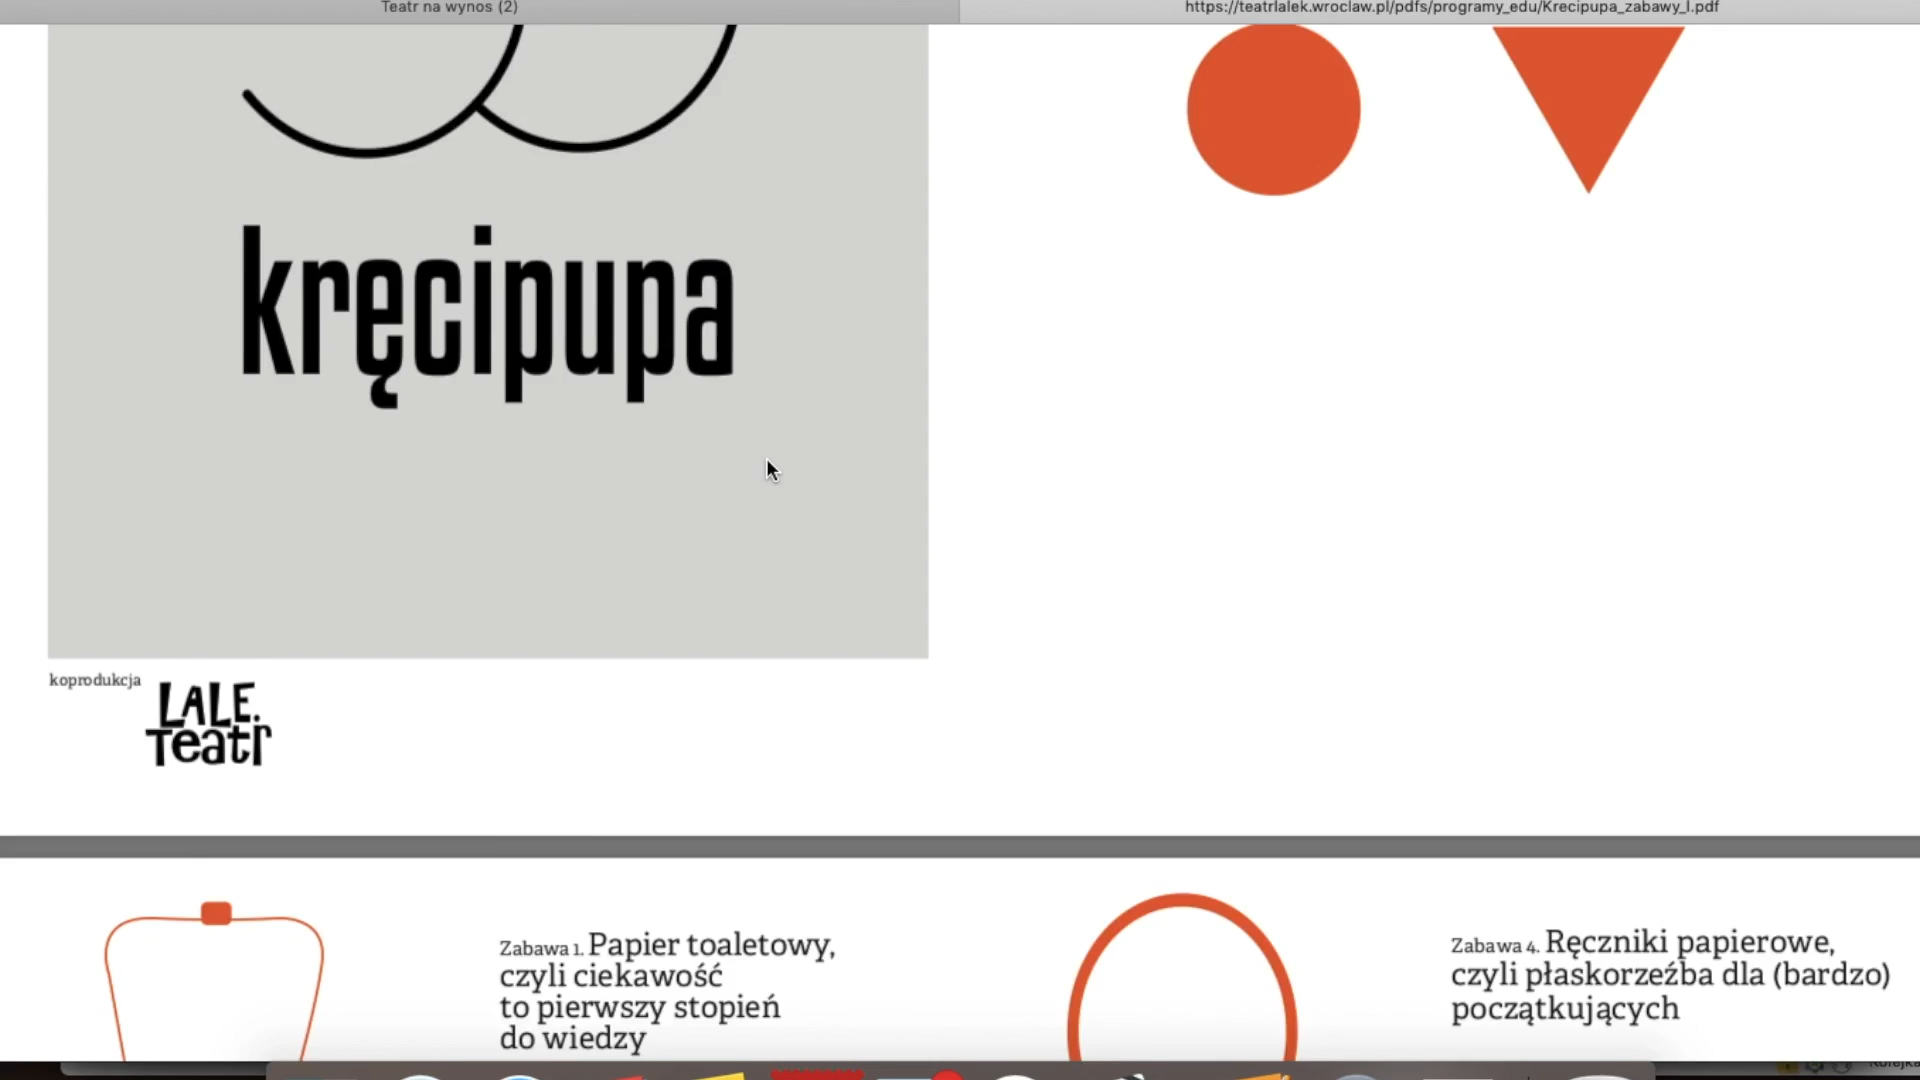 Teatr na wynos (2)
https://teatrlalek.wroclaw.pl/pdfs/programy_edu/Krecipupa_zabawy_I.pdf
kręcipupa
koprodukcja
LALE.
Teatr
Zabawa 1. Papier toaletowy,
czyli ciekawość
to pierwszy stopień
do wiedzy
Zabawa 4. Ręczniki papierowe,
czyli płaskorzeźba dla (bardzo)
początkujących